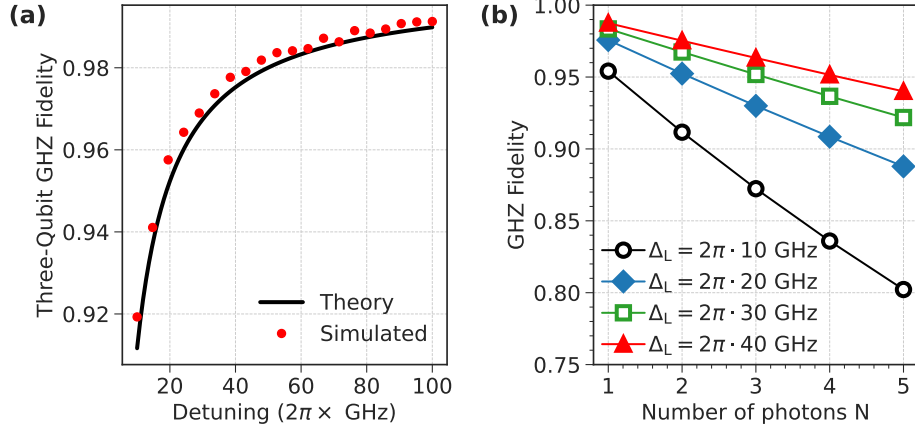 (a)
Three-Qubit GHZ Fidelity
0.98
0.96
0.94
0.92
Theory
Simulated
20 40 60 80 100
Detuning (2π× GHz)
(b)
GHZ Fidelity
1.00
0.95
0.90
0.85
0.80
0.75
Δ_L = 2π · 10 GHz
Δ_L = 2π · 20 GHz
Δ_L = 2π · 30 GHz
Δ_L = 2π · 40 GHz
1 2 3 4 5
Number of photons N